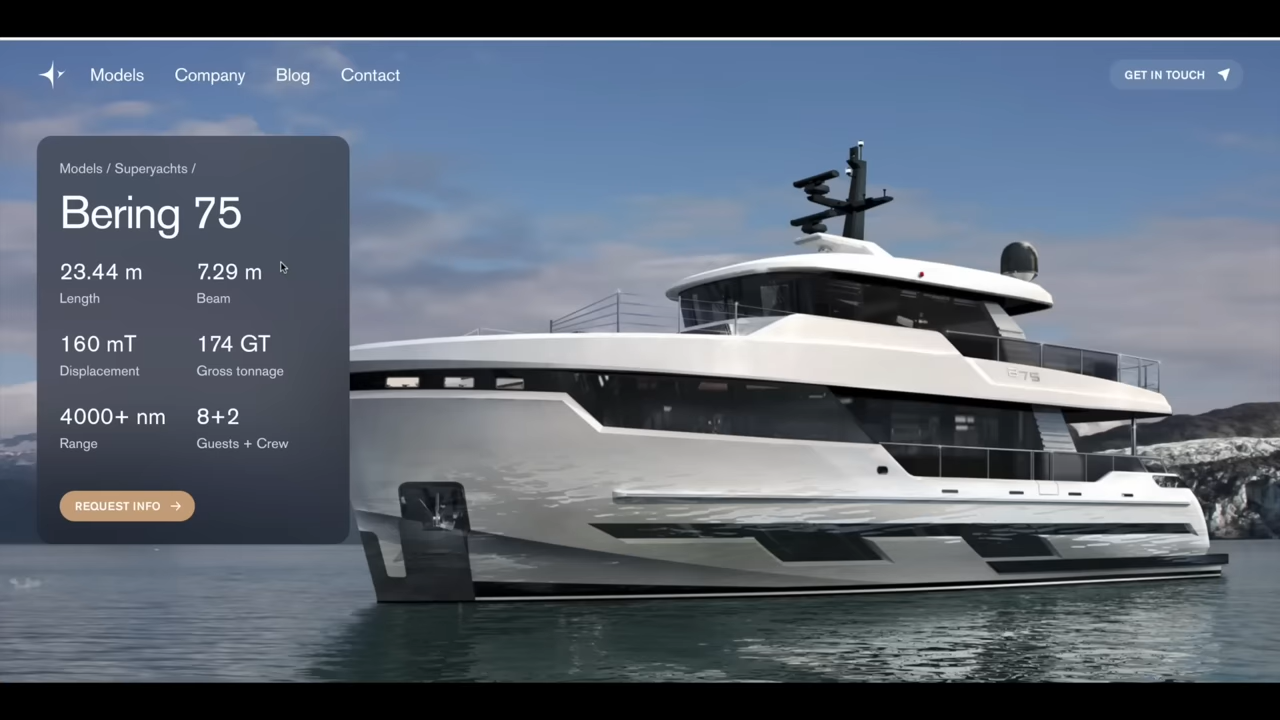 Models Company Blog Contact
GET IN TOUCH
Models / Superyachts /
Bering 75
23.44 m 7.29 m
Length Beam
160 mT 174 GT
Displacement Gross tonnage
4000+ nm 8+2
Range Guests + Crew
REQUEST INFO